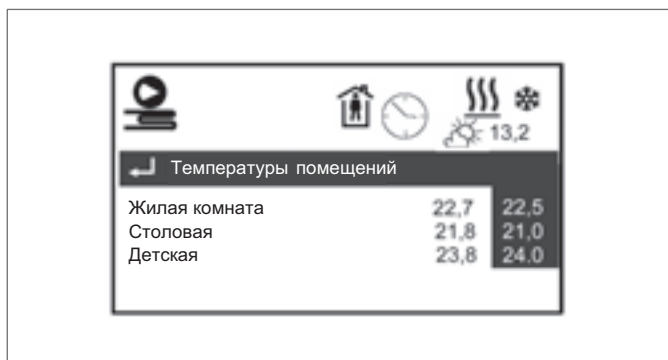 13,2
Температуры помещений
Жилая комната 22,7 22,5
Столовая 21,8 21,0
Детская 23,8 24.0